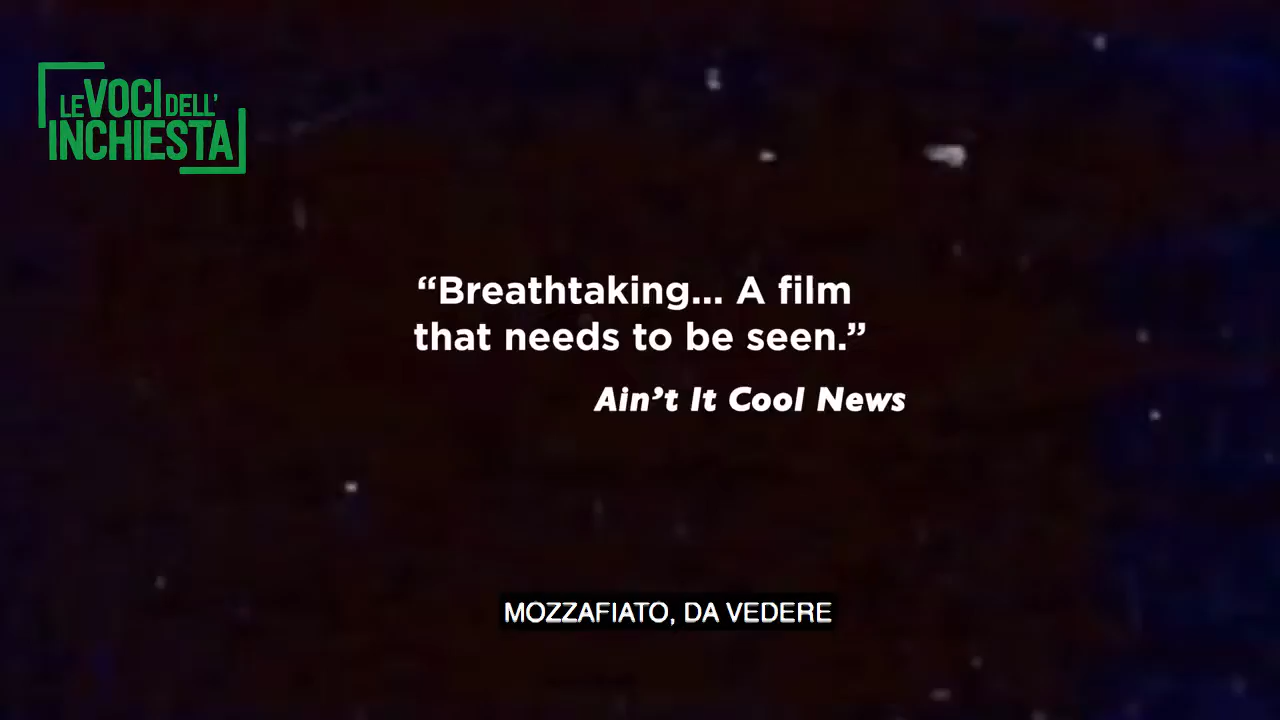 LE VOCI DELL'
INCHIESTA
“Breathtaking... A film
that needs to be seen.”
Ain’t It Cool News
MOZZAFIATO, DA VEDERE